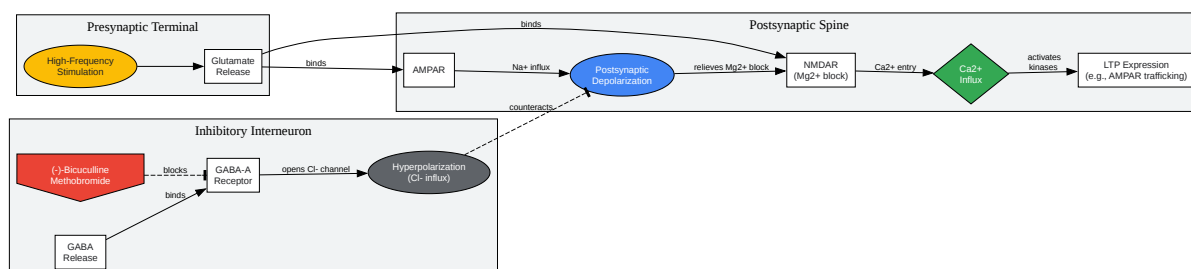 Presynaptic Terminal
High-Frequency
Stimulation
Glutamate
Release
binds
binds
Postsynaptic Spine
AMPAR
Na+ influx
Postsynaptic
Depolarization
relieves Mg2+ block
NMDAR
(Mg2+ block)
Ca2+ entry
Ca2+
Influx
activates
kinases
LTP Expression
(e.g., AMPAR trafficking)
counteracts
Inhibitory Interneuron
(-)-Bicuculline
Methobromide
blocks
GABA-A
Receptor
opens Cl- channel
Hyperpolarization
(Cl- influx)
binds
GABA
Release